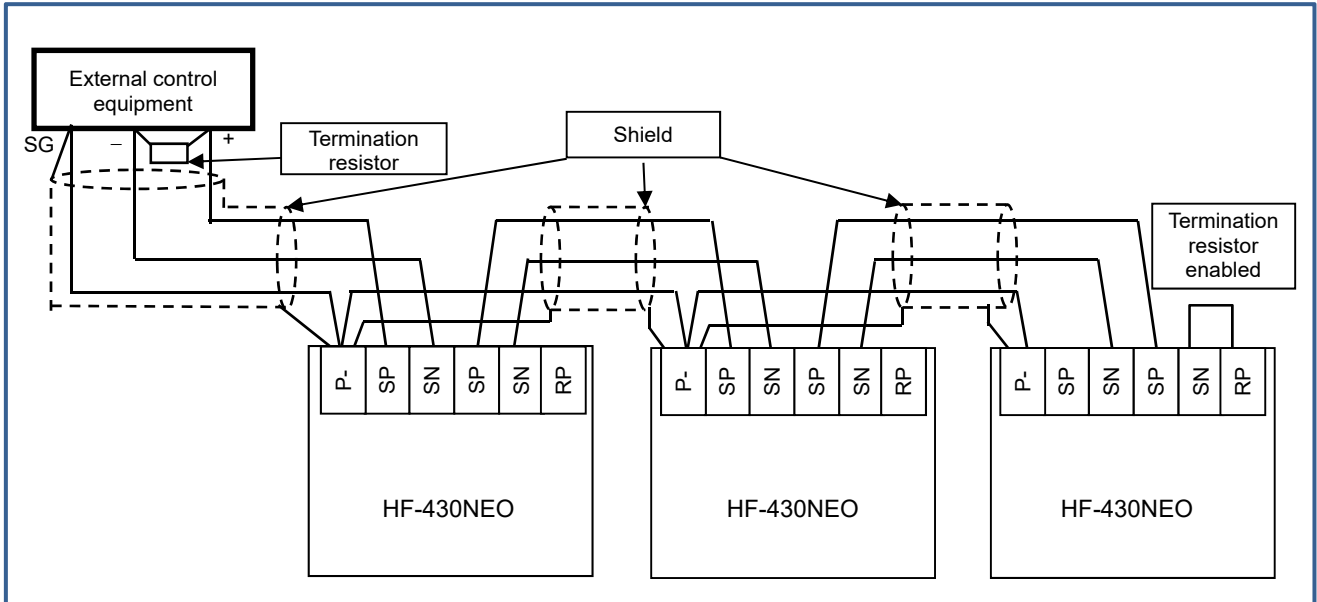 External control
equipment
SG
–
+
Termination
resistor
Shield
Termination
resistor
enabled
P-
SP
SN
SP
SN
RP
P-
SP
SN
SP
SN
RP
P-
SP
SN
SP
SN
RP
HF-430NEO
HF-430NEO
HF-430NEO